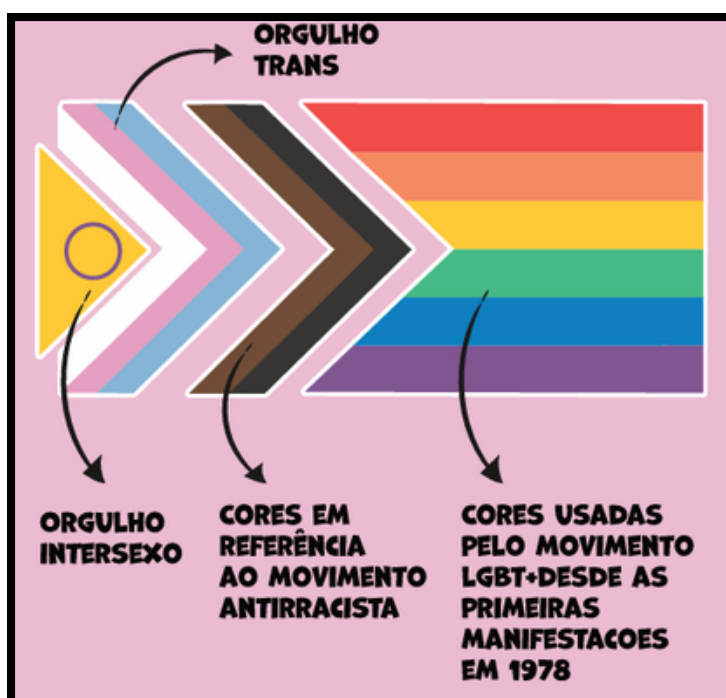 ORGULHO
TRANS
ORGULHO
INTERSEXO
CORES EM
REFERÊNCIA
AO MOVIMENTO
ANTIRRACISTA
CORES USADAS
PELO MOVIMENTO
LGBT+DESDE AS
PRIMEIRAS
MANIFESTACOES
EM 1978